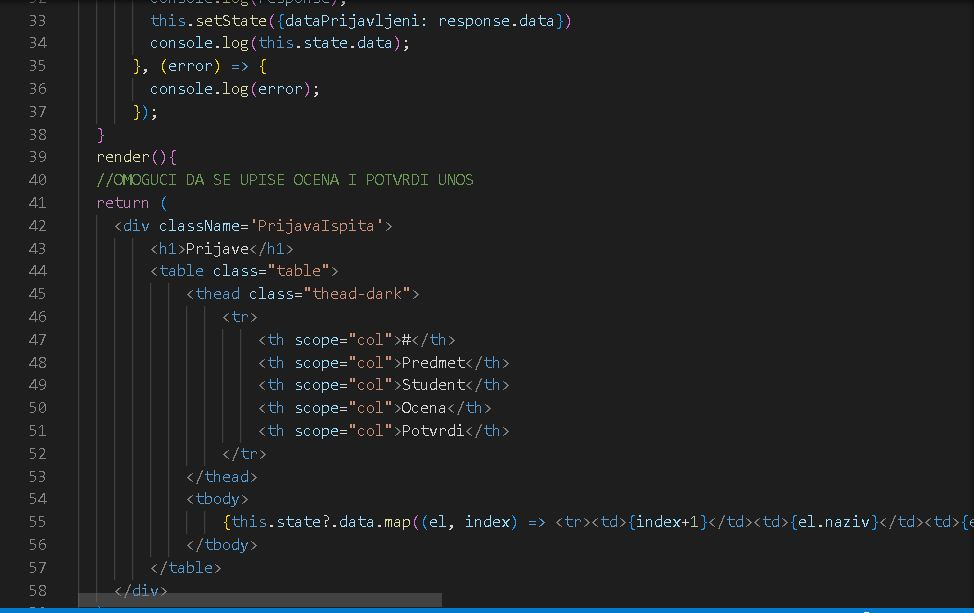 32 console.log(response);
33 this.setState({dataPrijavljeni: response.data})
34 console.log(this.state.data);
35 }, (error) => {
36 console.log(error);
37 });
38 }
39 render(){
40 //OMOGUCI DA SE UPISE OCENA I POTVRDI UNOS
41 return (
42 <div className='PrijavaIspita'>
43 <h1>Prijave</h1>
44 <table class="table">
45 <thead class="thead-dark">
46 <tr>
47 <th scope="col">#</th>
48 <th scope="col">Predmet</th>
49 <th scope="col">Student</th>
50 <th scope="col">Ocena</th>
51 <th scope="col">Potvrdi</th>
52 </tr>
53 </thead>
54 <tbody>
55 {this.state?.data.map((el, index) => <tr><td>{index+1}</td><td>{el.naziv}</td><td>{e
56 </tbody>
57 </table>
58 </div>